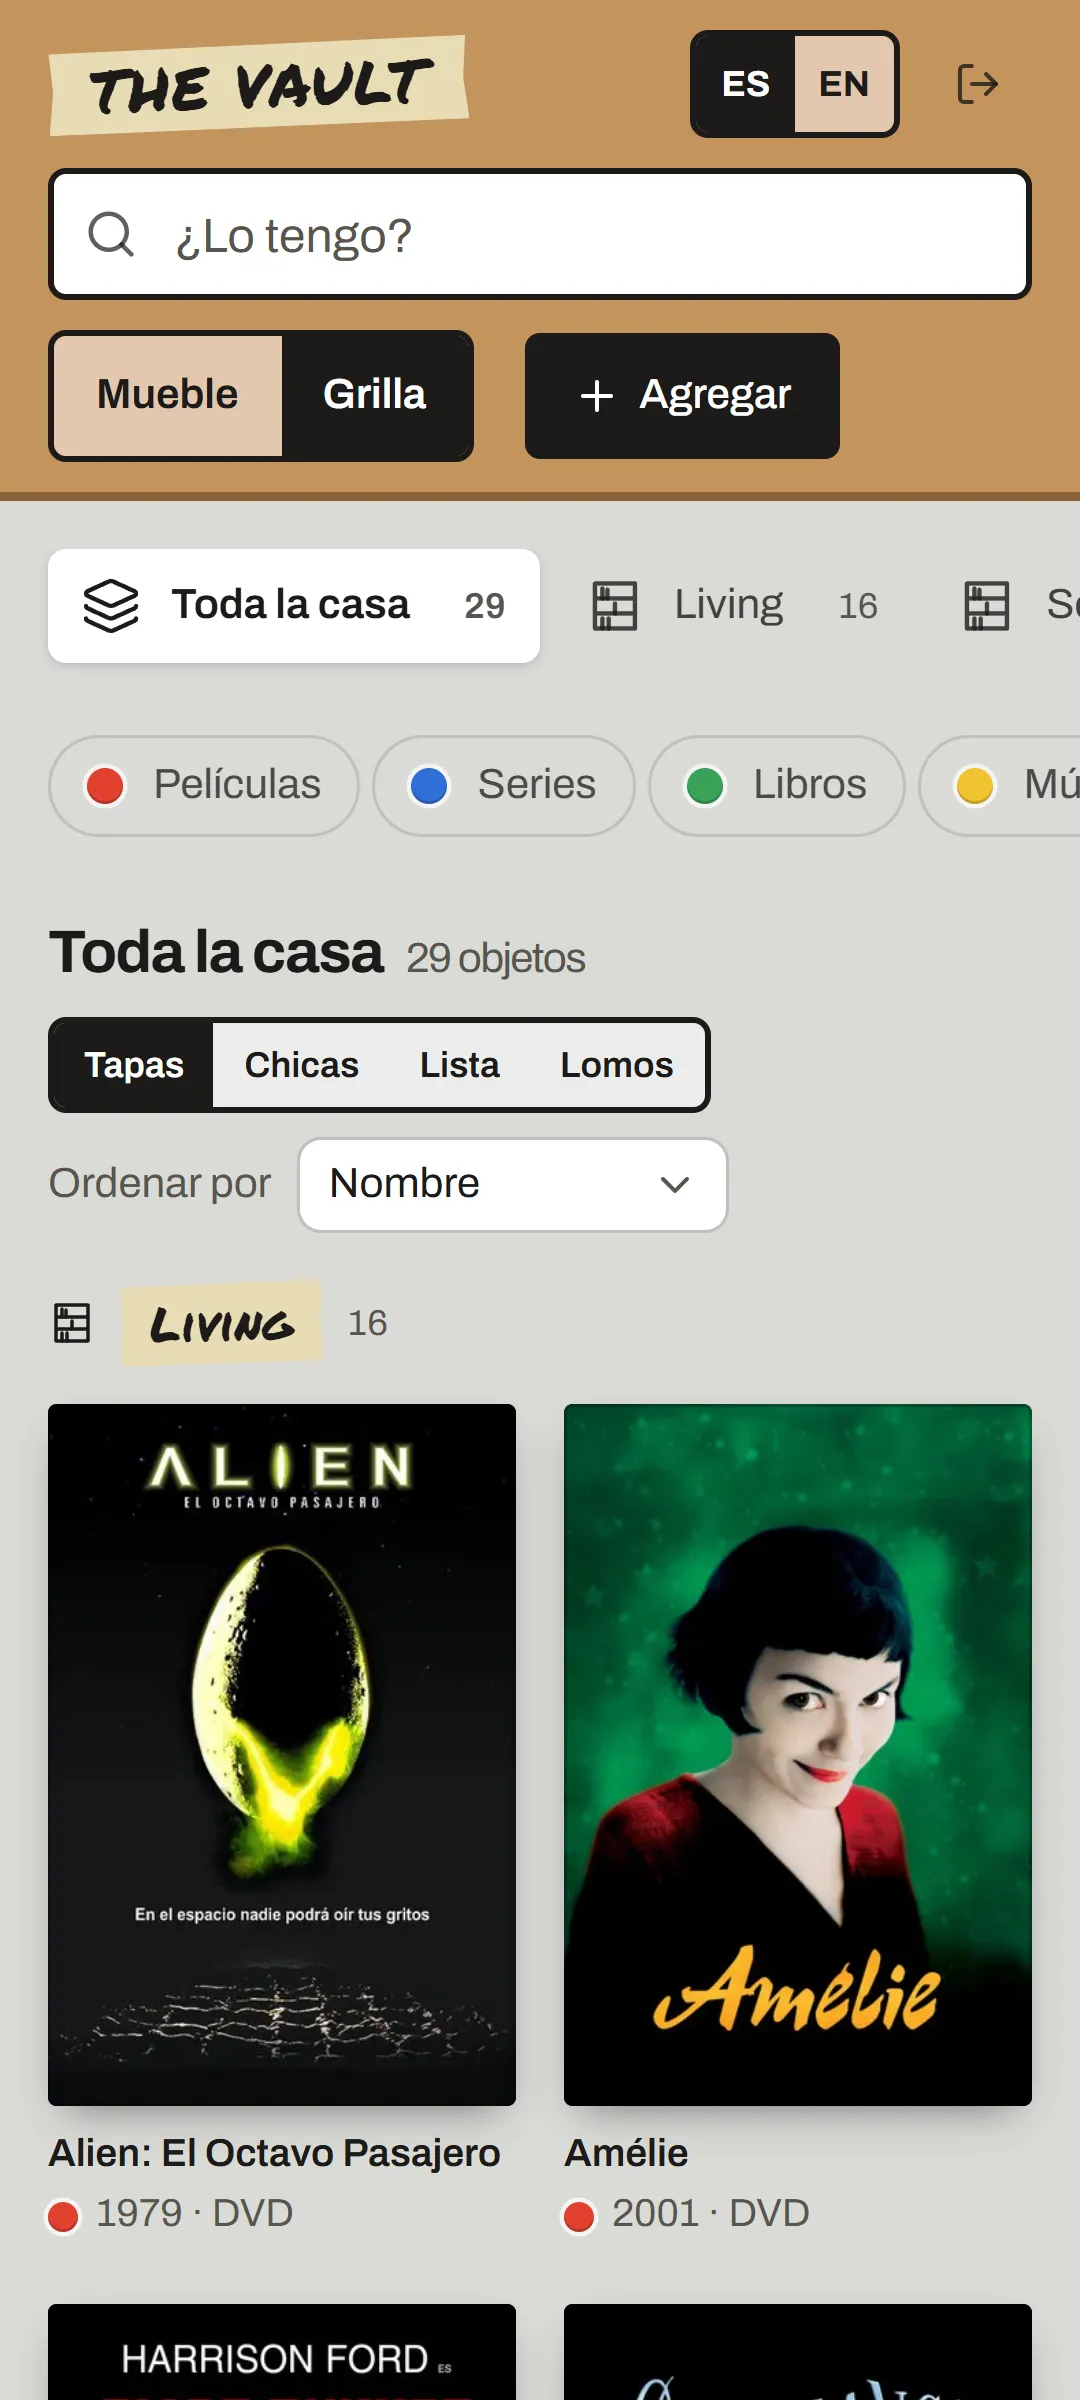 THE VAULT
ES EN
¿Lo tengo?
Mueble Grilla + Agregar
Toda la casa 29 Living 16
Películas Series Libros
Toda la casa 29 objetos
Tapas Chicas Lista Lomos
Ordenar por Nombre
LIVING 16
ALIEN
EL OCTAVO PASAJERO
En el espacio nadie podrá oír tus gritos
Amélie
Alien: El Octavo Pasajero
1979 · DVD
Amélie
2001 · DVD
HARRISON FORD ES